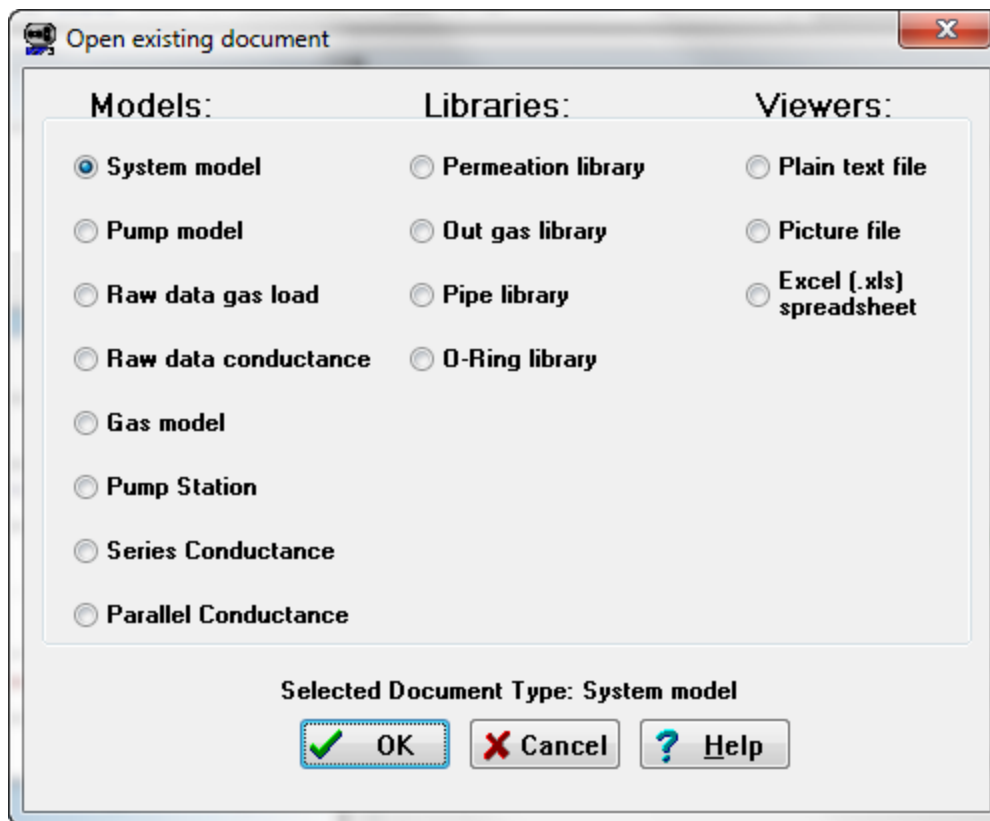 Open existing document
Models:
Libraries:
Viewers:
System model
Permeation library
Plain text file
Pump model
Out gas library
Picture file
Raw data gas load
Pipe library
Excel (.xls)
spreadsheet
Raw data conductance
O-Ring library
Gas model
Pump Station
Series Conductance
Parallel Conductance
Selected Document Type: System model
OK
Cancel
Help